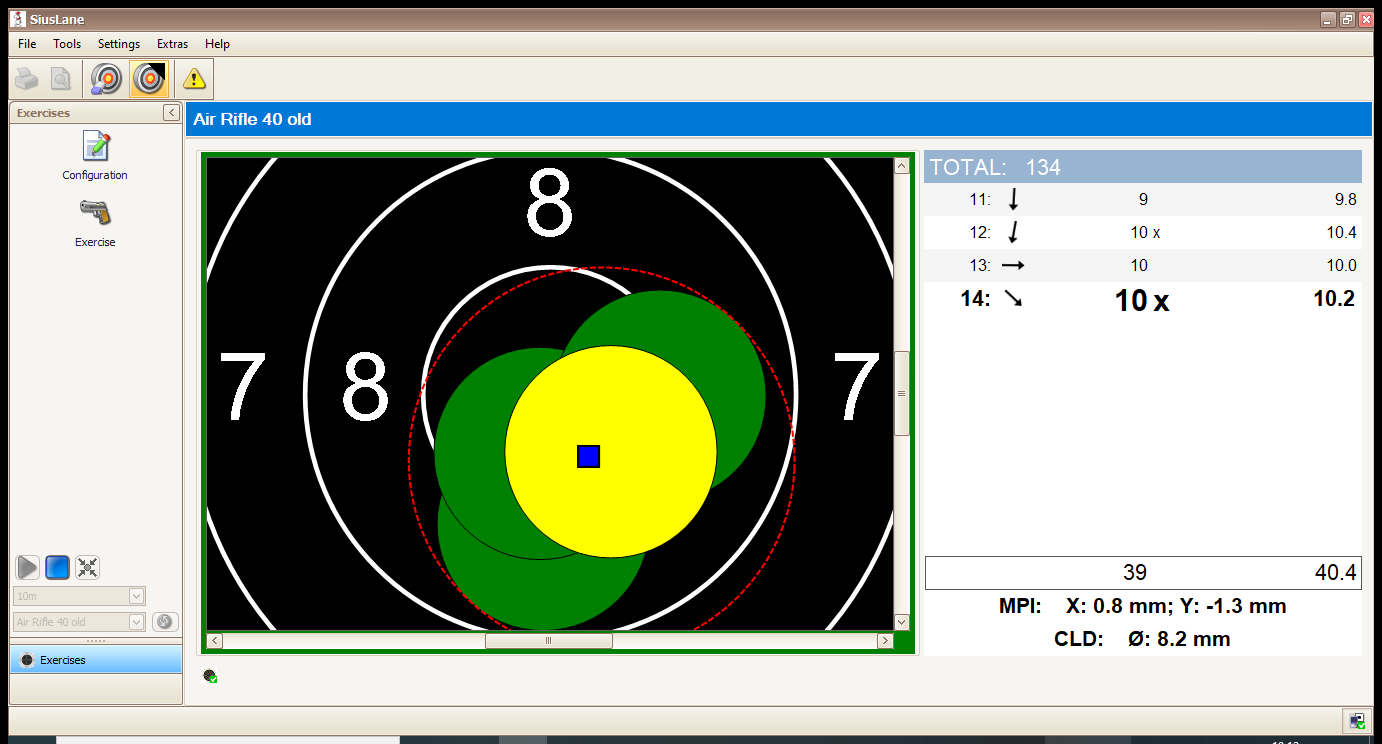 SiusLane
File Tools Settings Extras Help
Exercises
Air Rifle 40 old
Configuration
Exercise
8
7 8 7
TOTAL: 134
11: 9 9.8
12: 10 x 10.4
13: 10 10.0
14: 10 x 10.2
39 40.4
MPI: X: 0.8 mm; Y: -1.3 mm
CLD: Ø: 8.2 mm
10m
Air Rifle 40 old
Exercises